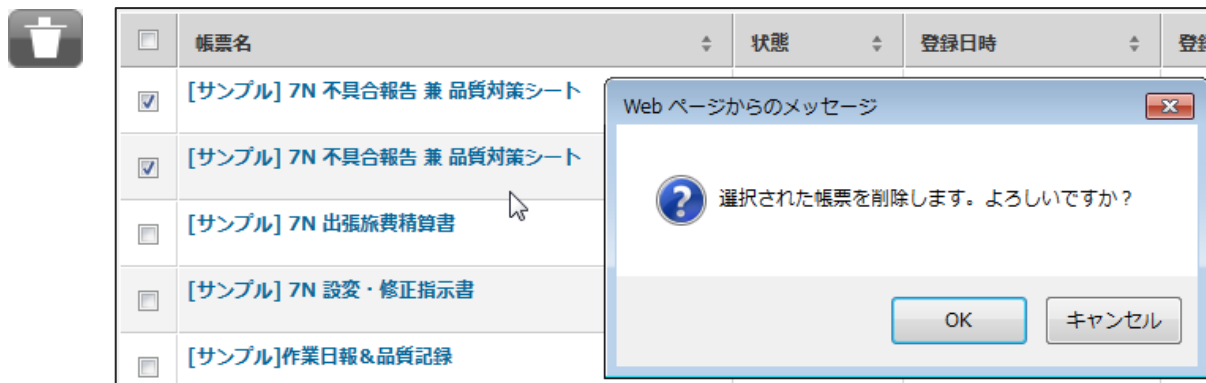 帳票名 状態 登録日時 登録
[サンプル] 7N 不具合報告 兼 品質対策シート
Web ページからのメッセージ
[サンプル] 7N 不具合報告 兼 品質対策シート
選択された帳票を削除します。よろしいですか？
[サンプル] 7N 出張旅費精算書
[サンプル] 7N 設変・修正指示書
OK キャンセル
[サンプル]作業日報&品質記録